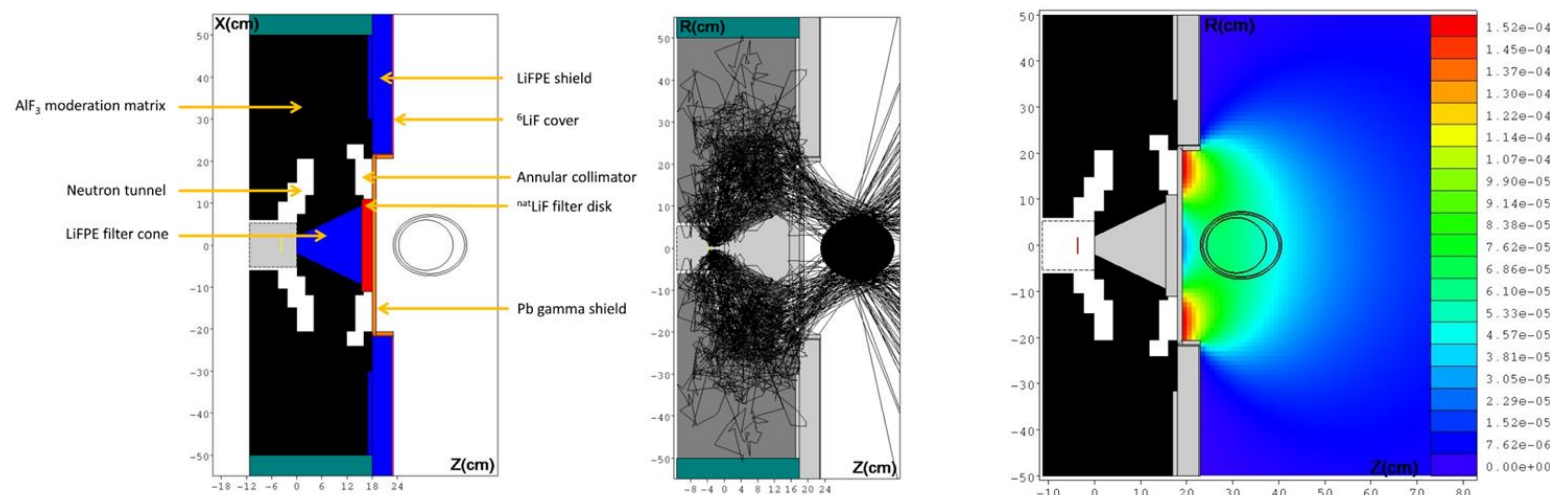 X(cm)
50
40
30
20
10
0
-10
-20
-30
-40
-50
Z(cm)
-18 -12 -6 0 6 12 18 24
AlF3 moderation matrix
Neutron tunnel
LiFPE filter cone
LiFPE shield
6LiF cover
Annular collimator
natLiF filter disk
Pb gamma shield
R(cm)
50
40
30
20
10
0
-10
-20
-30
-40
-50
Z(cm)
-8 -4 0 4 8 12 16 20 24
R(cm)
50
40
30
20
10
0
-10
-20
-30
-40
-50
Z(cm)
-10 0 10 20 30 40 50 60 70 80
1.52e-04
1.45e-04
1.37e-04
1.30e-04
1.22e-04
1.14e-04
1.07e-04
9.90e-05
9.14e-05
8.38e-05
7.62e-05
6.86e-05
6.10e-05
5.33e-05
4.57e-05
3.81e-05
3.05e-05
2.29e-05
1.52e-05
7.62e-06
0.00e+00